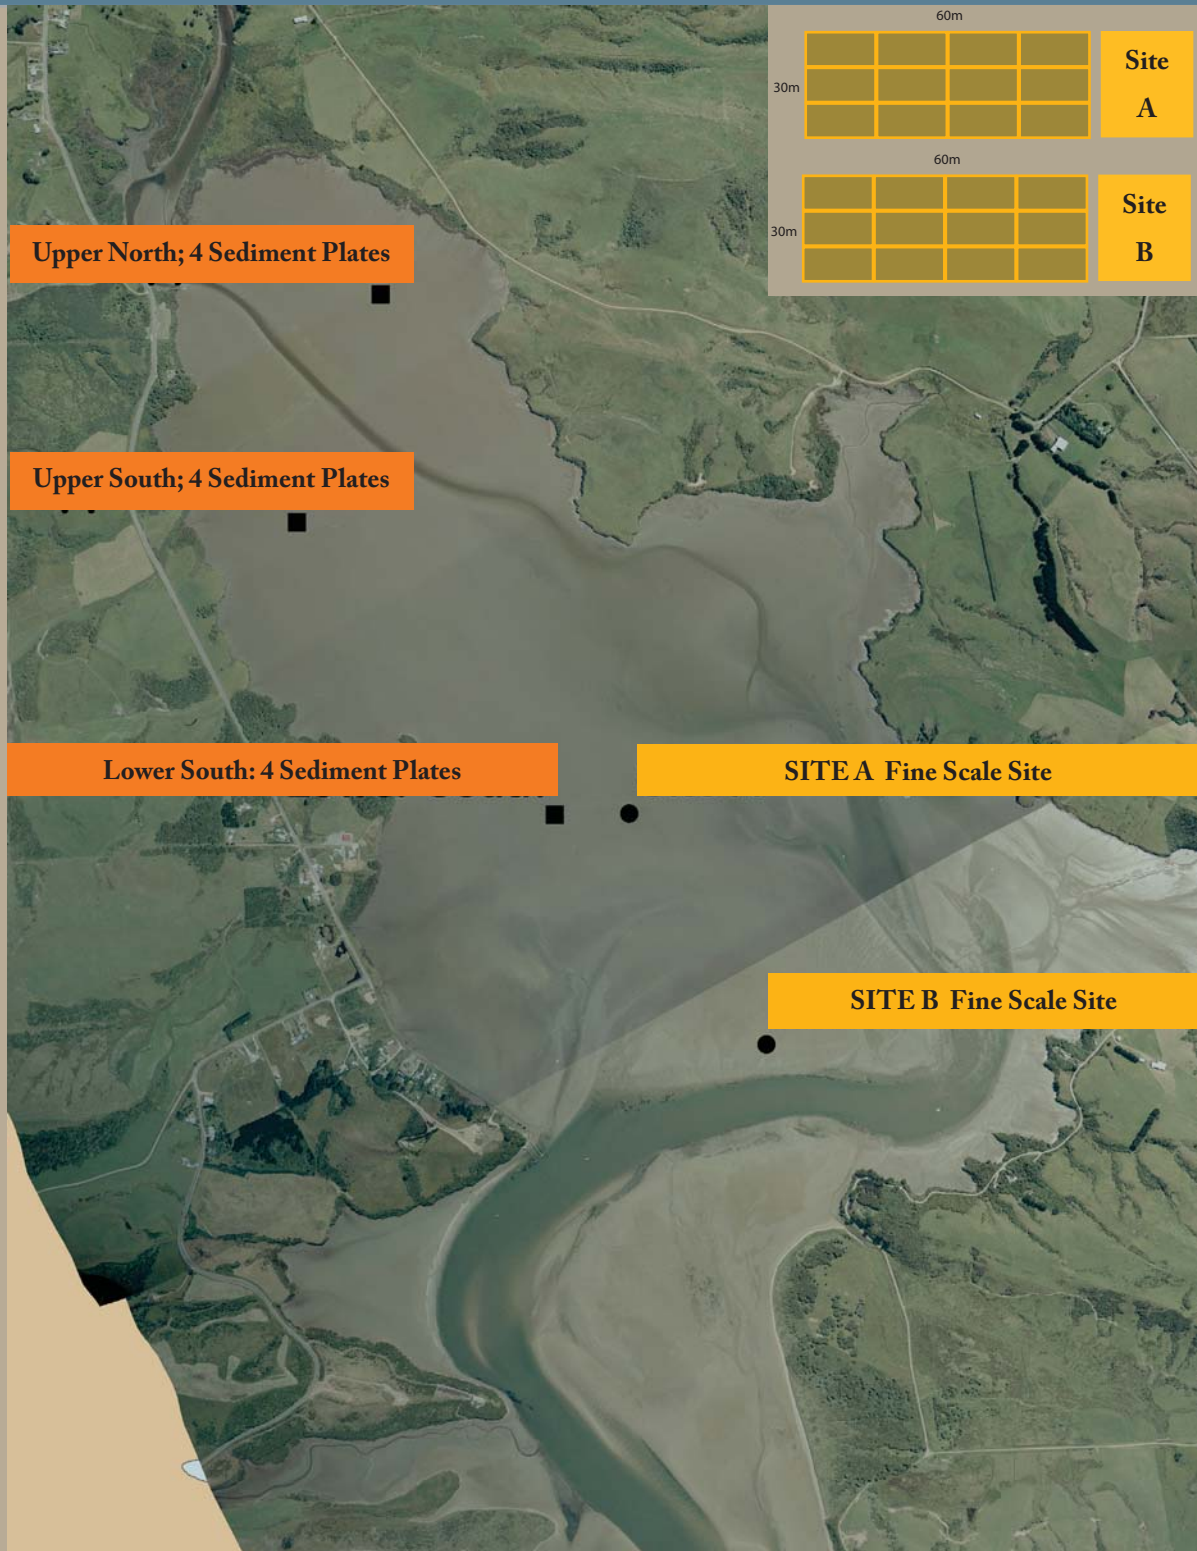 60m
30m
Site
A
60m
30m
Site
B
Upper North; 4 Sediment Plates
Upper South; 4 Sediment Plates
Lower South: 4 Sediment Plates
SITE A Fine Scale Site
SITE B Fine Scale Site